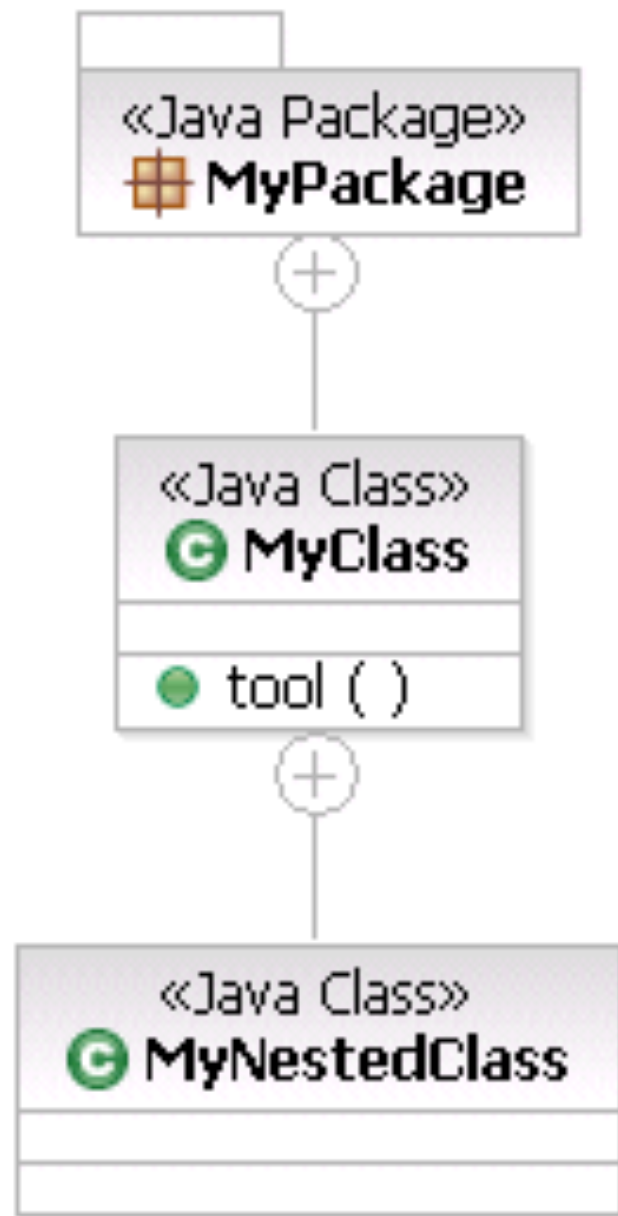 «Java Package»
MyPackage
«Java Class»
C MyClass
tool ( )
«Java Class»
C MyNestedClass